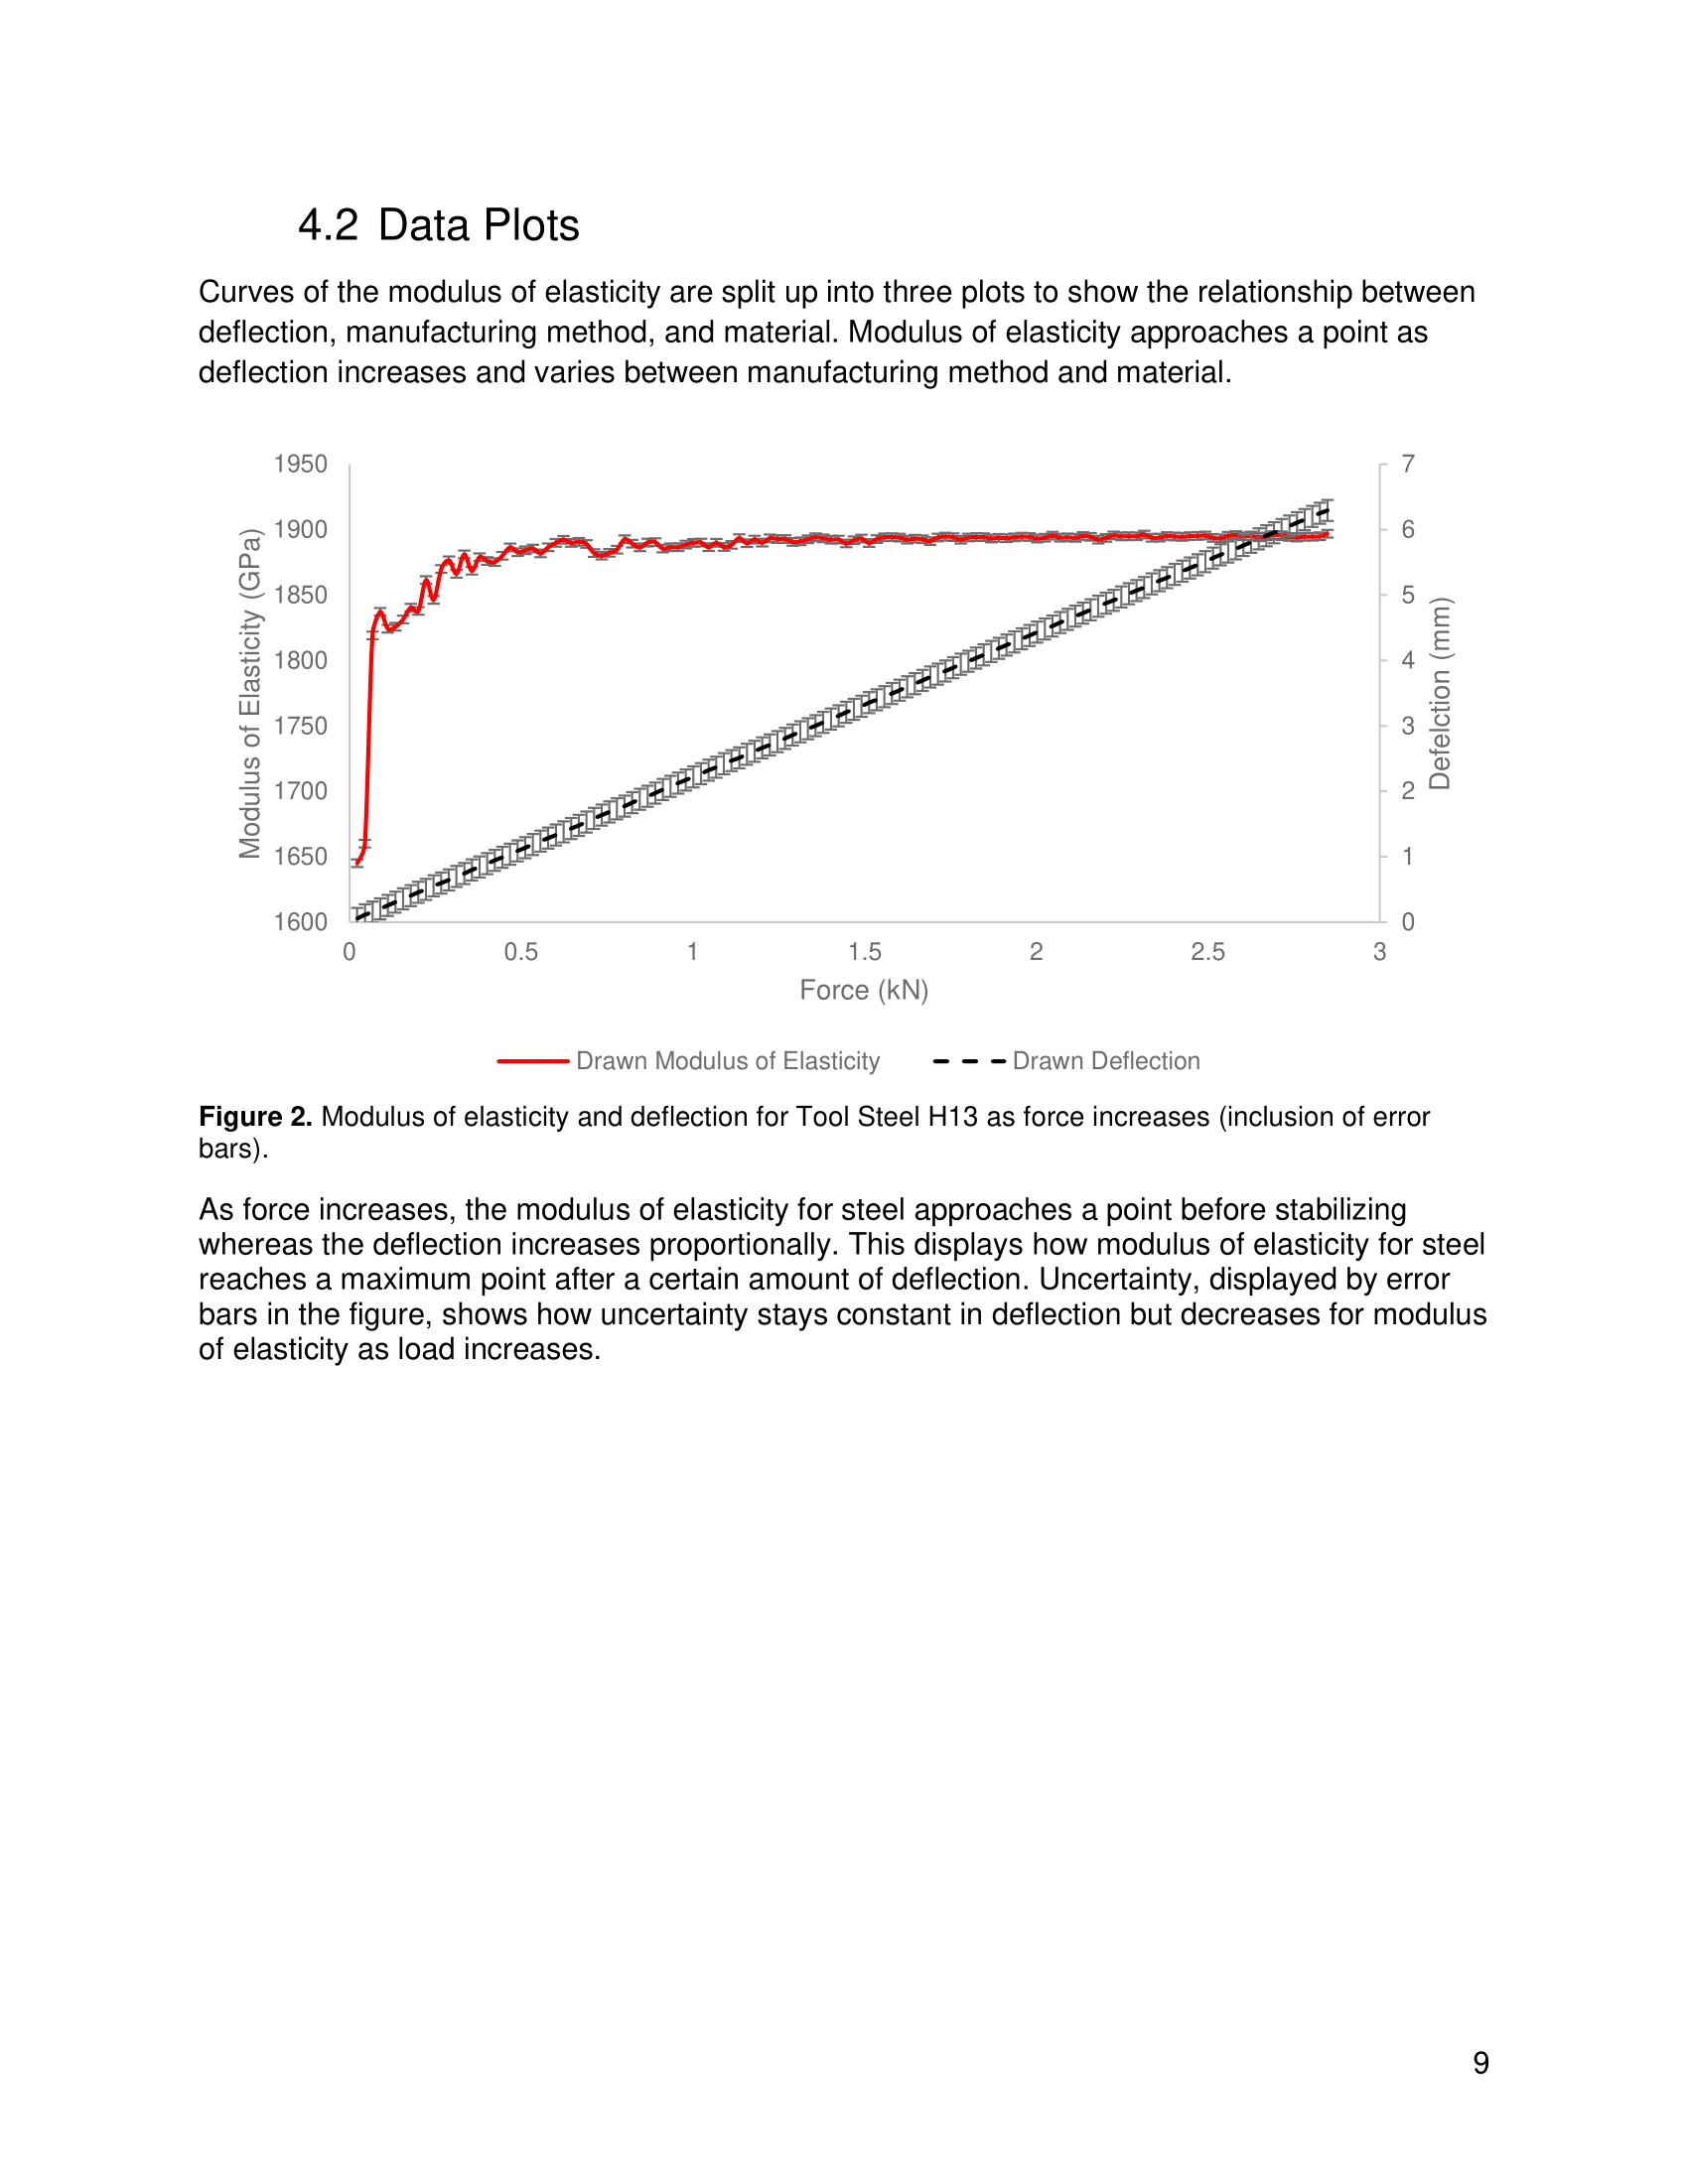 4.2 Data Plots
Curves of the modulus of elasticity are split up into three plots to show the relationship between
deflection, manufacturing method, and material. Modulus of elasticity approaches a point as
deflection increases and varies between manufacturing method and material.
1950
1900
1850
1800
1750
1700
1650
1600
Modulus of Elasticity (GPa)
7
6
5
4
3
2
1
0
Defelction (mm)
0 0.5 1 1.5 2 2.5 3
Force (kN)
Drawn Modulus of Elasticity Drawn Deflection
Figure 2. Modulus of elasticity and deflection for Tool Steel H13 as force increases (inclusion of error
bars).
As force increases, the modulus of elasticity for steel approaches a point before stabilizing
whereas the deflection increases proportionally. This displays how modulus of elasticity for steel
reaches a maximum point after a certain amount of deflection. Uncertainty, displayed by error
bars in the figure, shows how uncertainty stays constant in deflection but decreases for modulus
of elasticity as load increases.
9